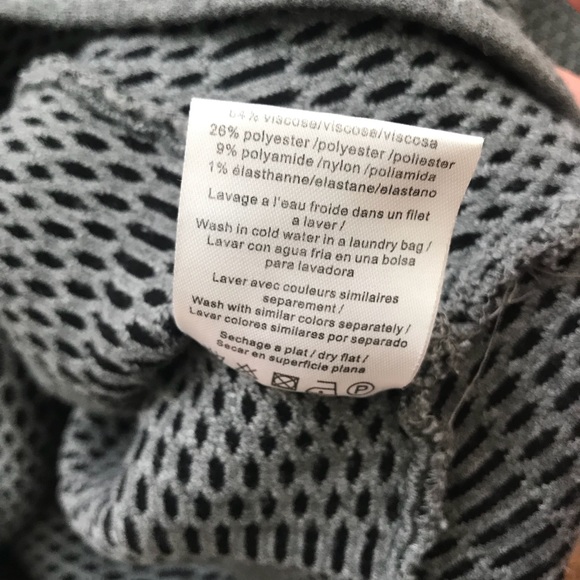 64% viscosa/viscose/viscosa
26% polyester /polyester /poliester
9% polyamide /nylon /poliamida
1% élasthanne/elastane/elastano
Lavage a l'eau froide dans un filet
a laver /
Wash in cold water in a laundry bag /
Lavar con agua fria en una bolsa
para lavadora
Laver avec couleurs similaires
separement /
Wash with similar colors separately /
Lavar colores similares por separado
Sechage a plat / dry flat /
Secar en superficie plana
P